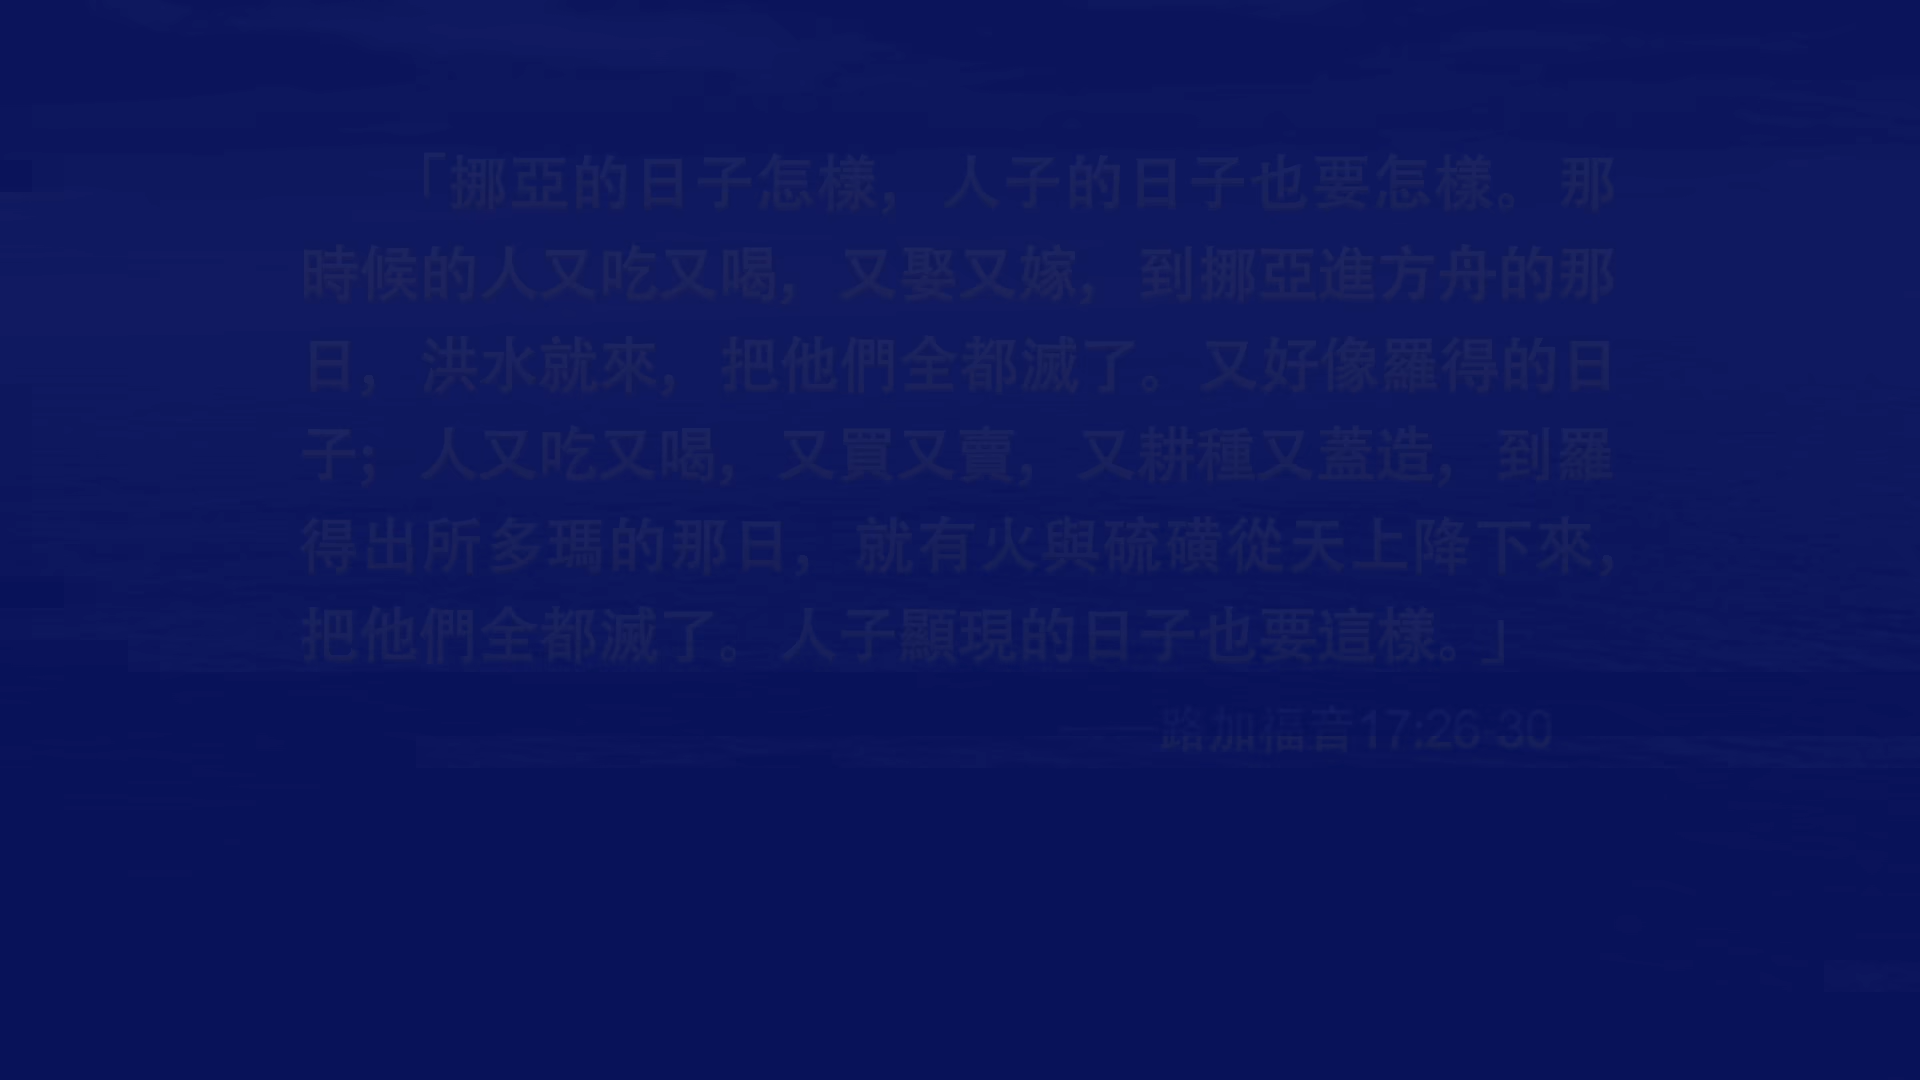 「挪亞的日子怎樣，人子的日子也要怎樣。那
時候的人又吃又喝，又娶又嫁，到挪亞進方舟的那
日，洪水就來，把他們全都滅了。又好像羅得的日
子；人又吃又喝，又買又賣，又耕種又蓋造，到羅
得出所多瑪的那日，就有火與硫磺從天上降下來，
把他們全都滅了。人子顯現的日子也要這樣。」
——路加福音17:26-30